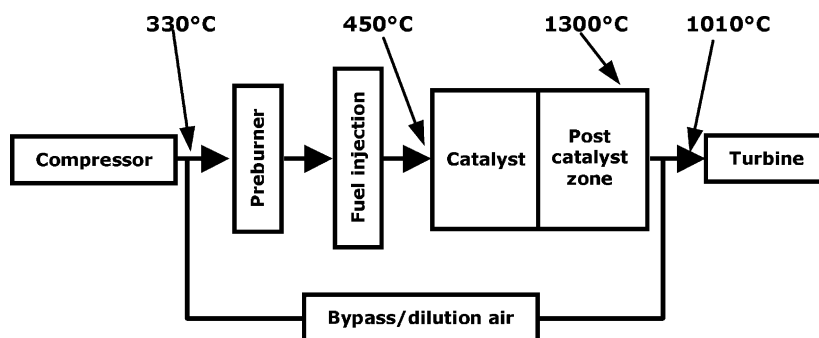 330°C
450°C
1300°C
1010°C
Compressor
Preburner
Fuel injection
Catalyst
Post
catalyst
zone
Turbine
Bypass/dilution air